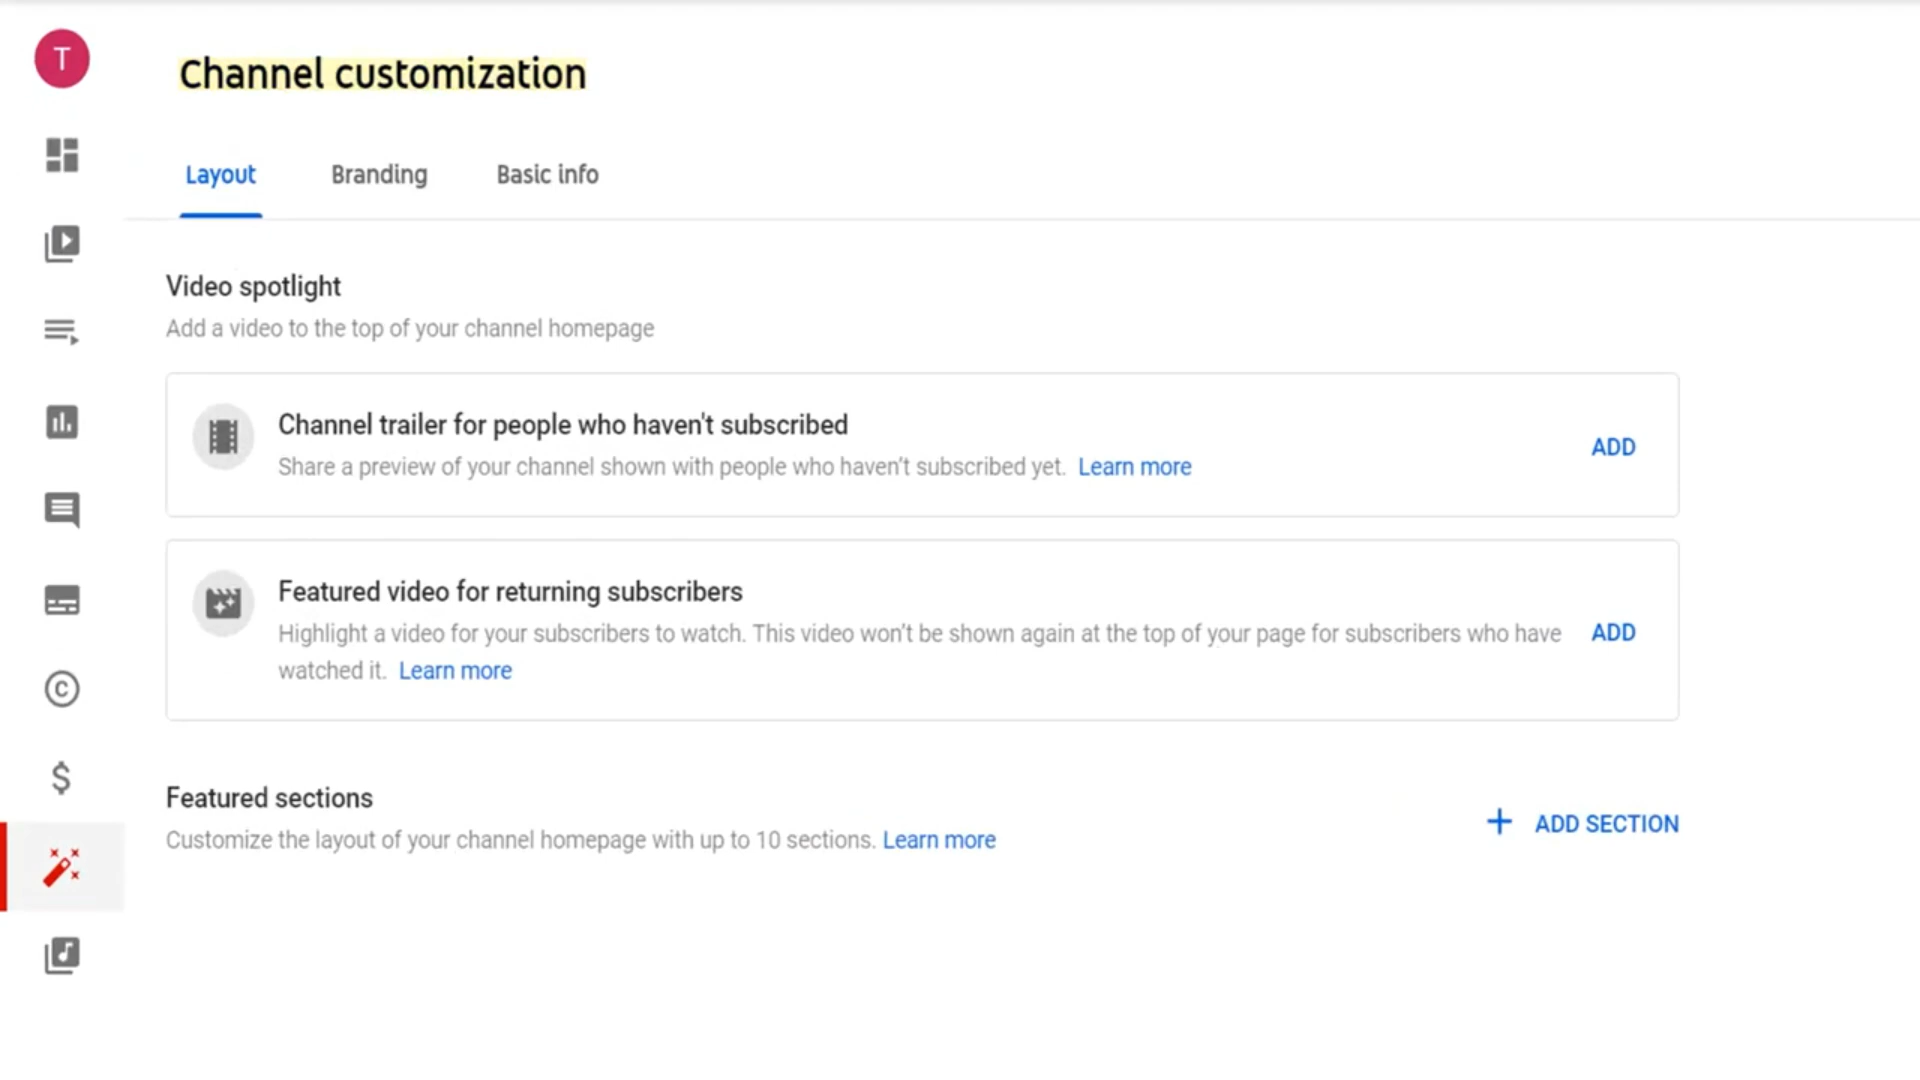 T
Channel customization
Layout
Branding
Basic info
Video spotlight
Add a video to the top of your channel homepage
Channel trailer for people who haven't subscribed
Share a preview of your channel shown with people who haven't subscribed yet. Learn more
ADD
Featured video for returning subscribers
Highlight a video for your subscribers to watch. This video won't be shown again at the top of your page for subscribers who have
watched it. Learn more
ADD
Featured sections
Customize the layout of your channel homepage with up to 10 sections. Learn more
+ ADD SECTION